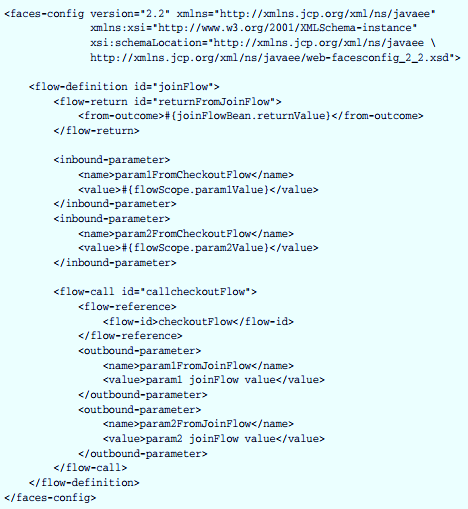 <faces-config version="2.2" xmlns="http://xmlns.jcp.org/xml/ns/javaee"
              xmlns:xsi="http://www.w3.org/2001/XMLSchema-instance"
              xsi:schemaLocation="http://xmlns.jcp.org/xml/ns/javaee \
              http://xmlns.jcp.org/xml/ns/javaee/web-facesconfig_2_2.xsd">
    <flow-definition id="joinFlow">
        <flow-return id="returnFromJoinFlow">
            <from-outcome>#{joinFlowBean.returnValue}</from-outcome>
        </flow-return>
        <inbound-parameter>
            <name>param1FromCheckoutFlow</name>
            <value>#{flowScope.param1Value}</value>
        </inbound-parameter>
        <inbound-parameter>
            <name>param2FromCheckoutFlow</name>
            <value>#{flowScope.param2Value}</value>
        </inbound-parameter>
        <flow-call id="callcheckoutFlow">
            <flow-reference>
                <flow-id>checkoutFlow</flow-id>
            </flow-reference>
            <outbound-parameter>
                <name>param1FromJoinFlow</name>
                <value>param1 joinFlow value</value>
            </outbound-parameter>
            <outbound-parameter>
                <name>param2FromJoinFlow</name>
                <value>param2 joinFlow value</value>
            </outbound-parameter>
        </flow-call>
    </flow-definition>
</faces-config>